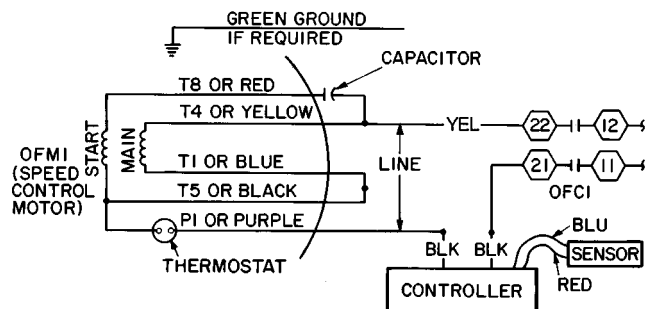 GREEN GROUND
IF REQUIRED
CAPACITOR
T8 OR RED
T4 OR YELLOW
YEL
22
12
START
MAIN
OFM1
(SPEED
CONTROL
MOTOR)
T1 OR BLUE
LINE
21
11
OFC1
T5 OR BLACK
P1 OR PURPLE
THERMOSTAT
BLK
BLK
BLU
SENSOR
RED
CONTROLLER